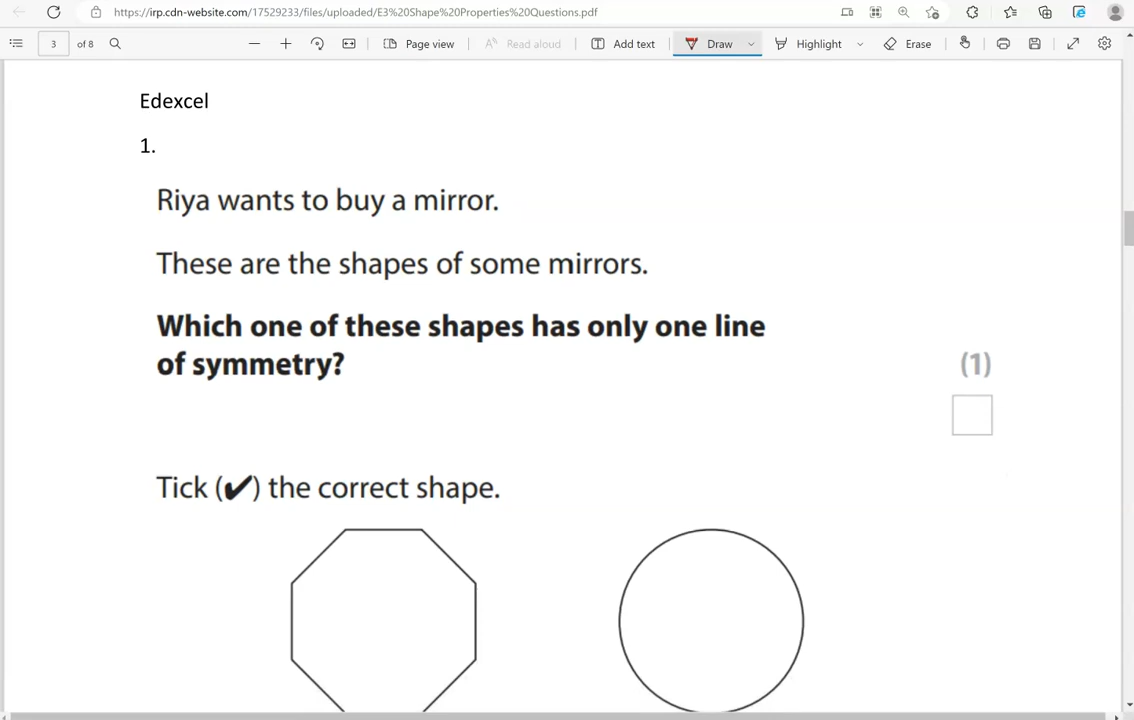 https://irp.cdn-website.com/17529233/files/uploaded/E3%20Shape%20Properties%20Questions.pdf
3 of 8 Page view Read aloud Add text Draw Highlight Erase
Edexcel
1.
Riya wants to buy a mirror.
These are the shapes of some mirrors.
Which one of these shapes has only one line
of symmetry?
(1)
Tick (✔) the correct shape.